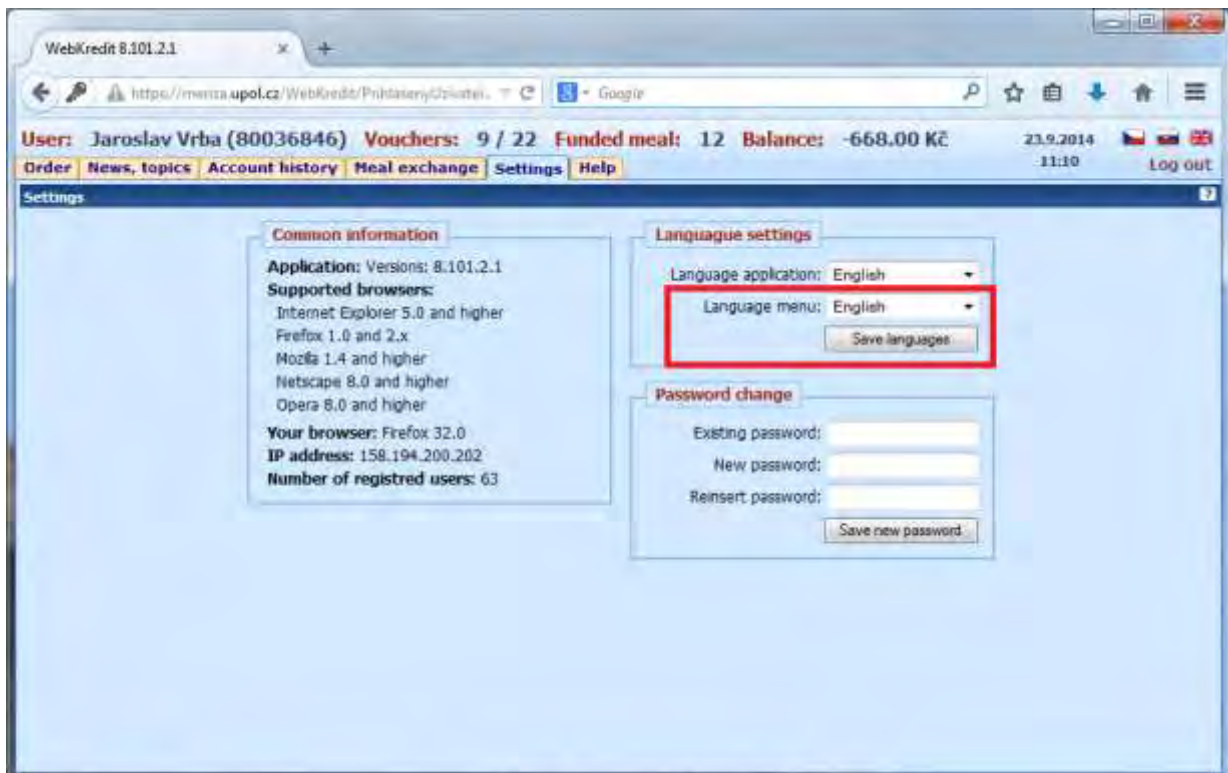 WebKredit 8.101.2.1
https://menza.upol.cz/WebKredit/ Google
User: Jaroslav Vrba (80036846) Vouchers: 9 / 22 Funded meal: 12 Balance: -668.00 Kč 23.9.2014
11:10 Log out
Order News, topics Account history Meal exchange Settings Help
Settings ?
Common information
Application: Versions: 8.101.2.1
Supported browsers:
Internet Explorer 5.0 and higher
Firefox 1.0 and 2.x
Mozilla 1.4 and higher
Netscape 8.0 and higher
Opera 8.0 and higher
Your browser: Firefox 32.0
IP address: 158.194.200.202
Number of registred users: 63
Languague settings
Language application: English
Language menu: English
Save languages
Password change
Existing password:
New password:
Reinsert password:
Save new password